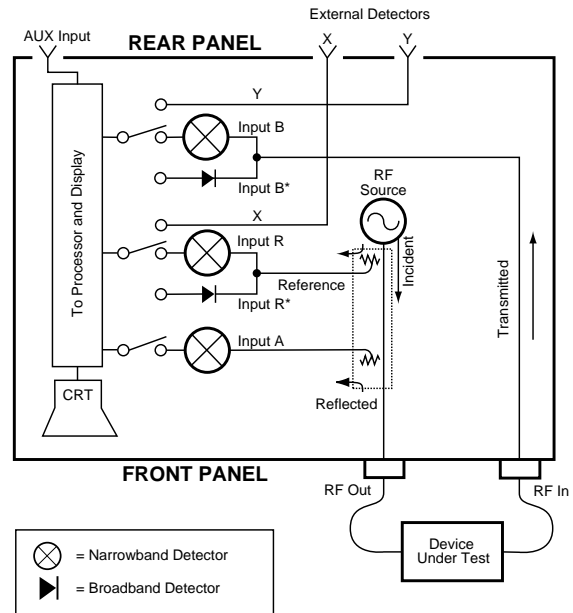 External Detectors
AUX Input
X
Y
REAR PANEL
Y
Input B
Input B*
RF
Source
X
Input R
Reference
Input R*
Incident
Transmitted
To Processor and Display
Input A
Reflected
CRT
FRONT PANEL
RF Out
RF In
Device
Under Test
= Narrowband Detector
= Broadband Detector